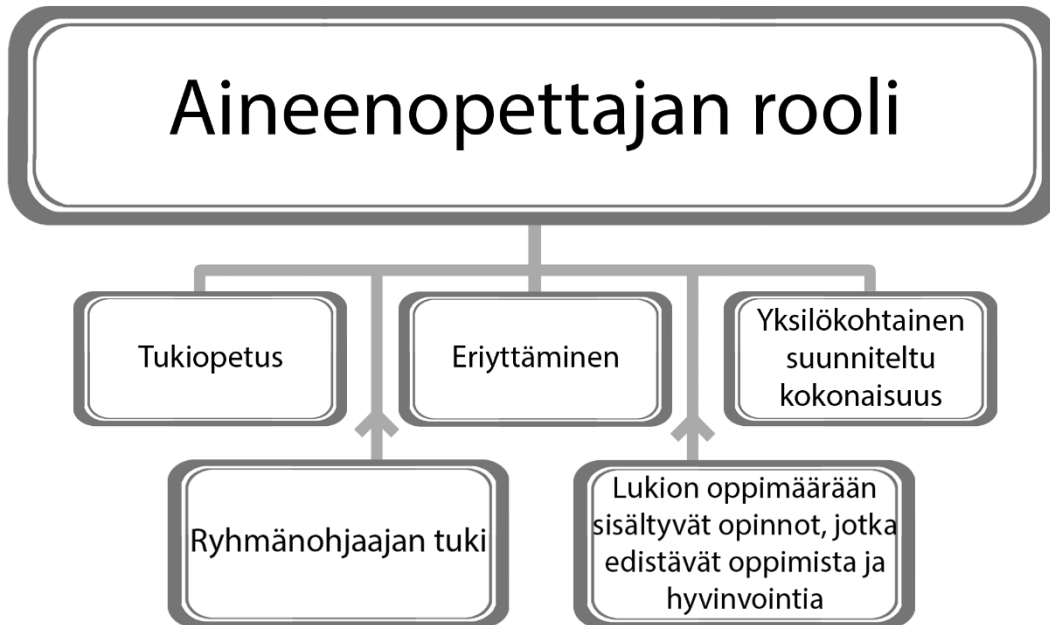 Aineenopettajan rooli
Tukiopetus
Eriyttäminen
Yksilökohtainen
suunniteltu
kokonaisuus
Ryhmänohjaajan tuki
Lukion oppimäärään
sisältyvät opinnot, jotka
edistävät oppimista ja
hyvinvointia